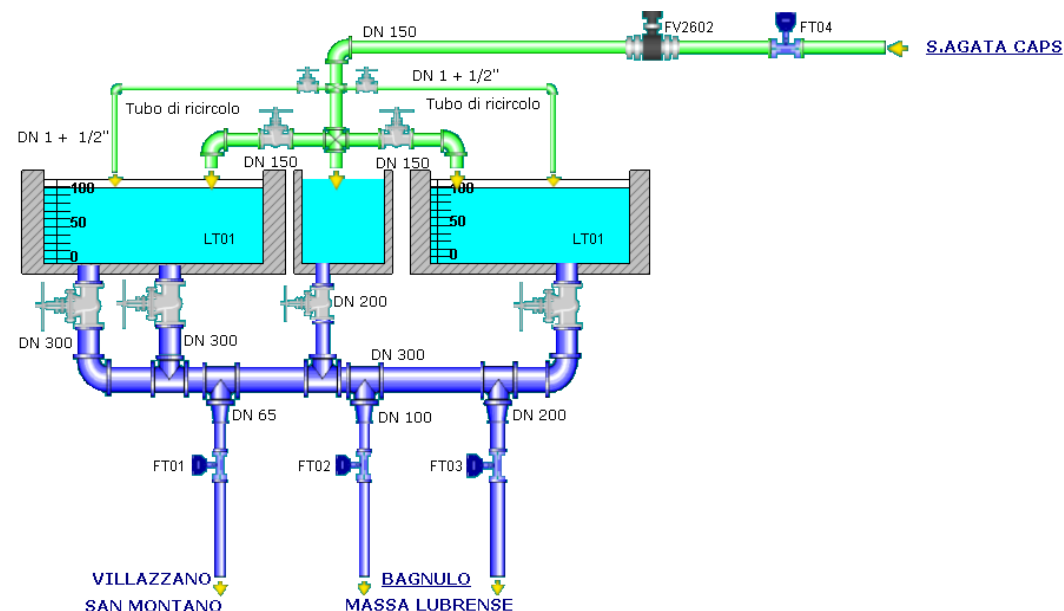 DN 150
FV2602
FT04
S.AGATA CAPS
DN 1 + 1/2"
Tubo di ricircolo
Tubo di ricircolo
DN 1 + 1/2"
DN 150
DN 150
100
50
0
LT01
100
50
0
LT01
DN 200
DN 300
DN 300
DN 300
DN 65
DN 100
DN 200
FT01
FT02
FT03
VILLAZZANO
SAN MONTANO
BAGNULO
MASSA LUBRENSE